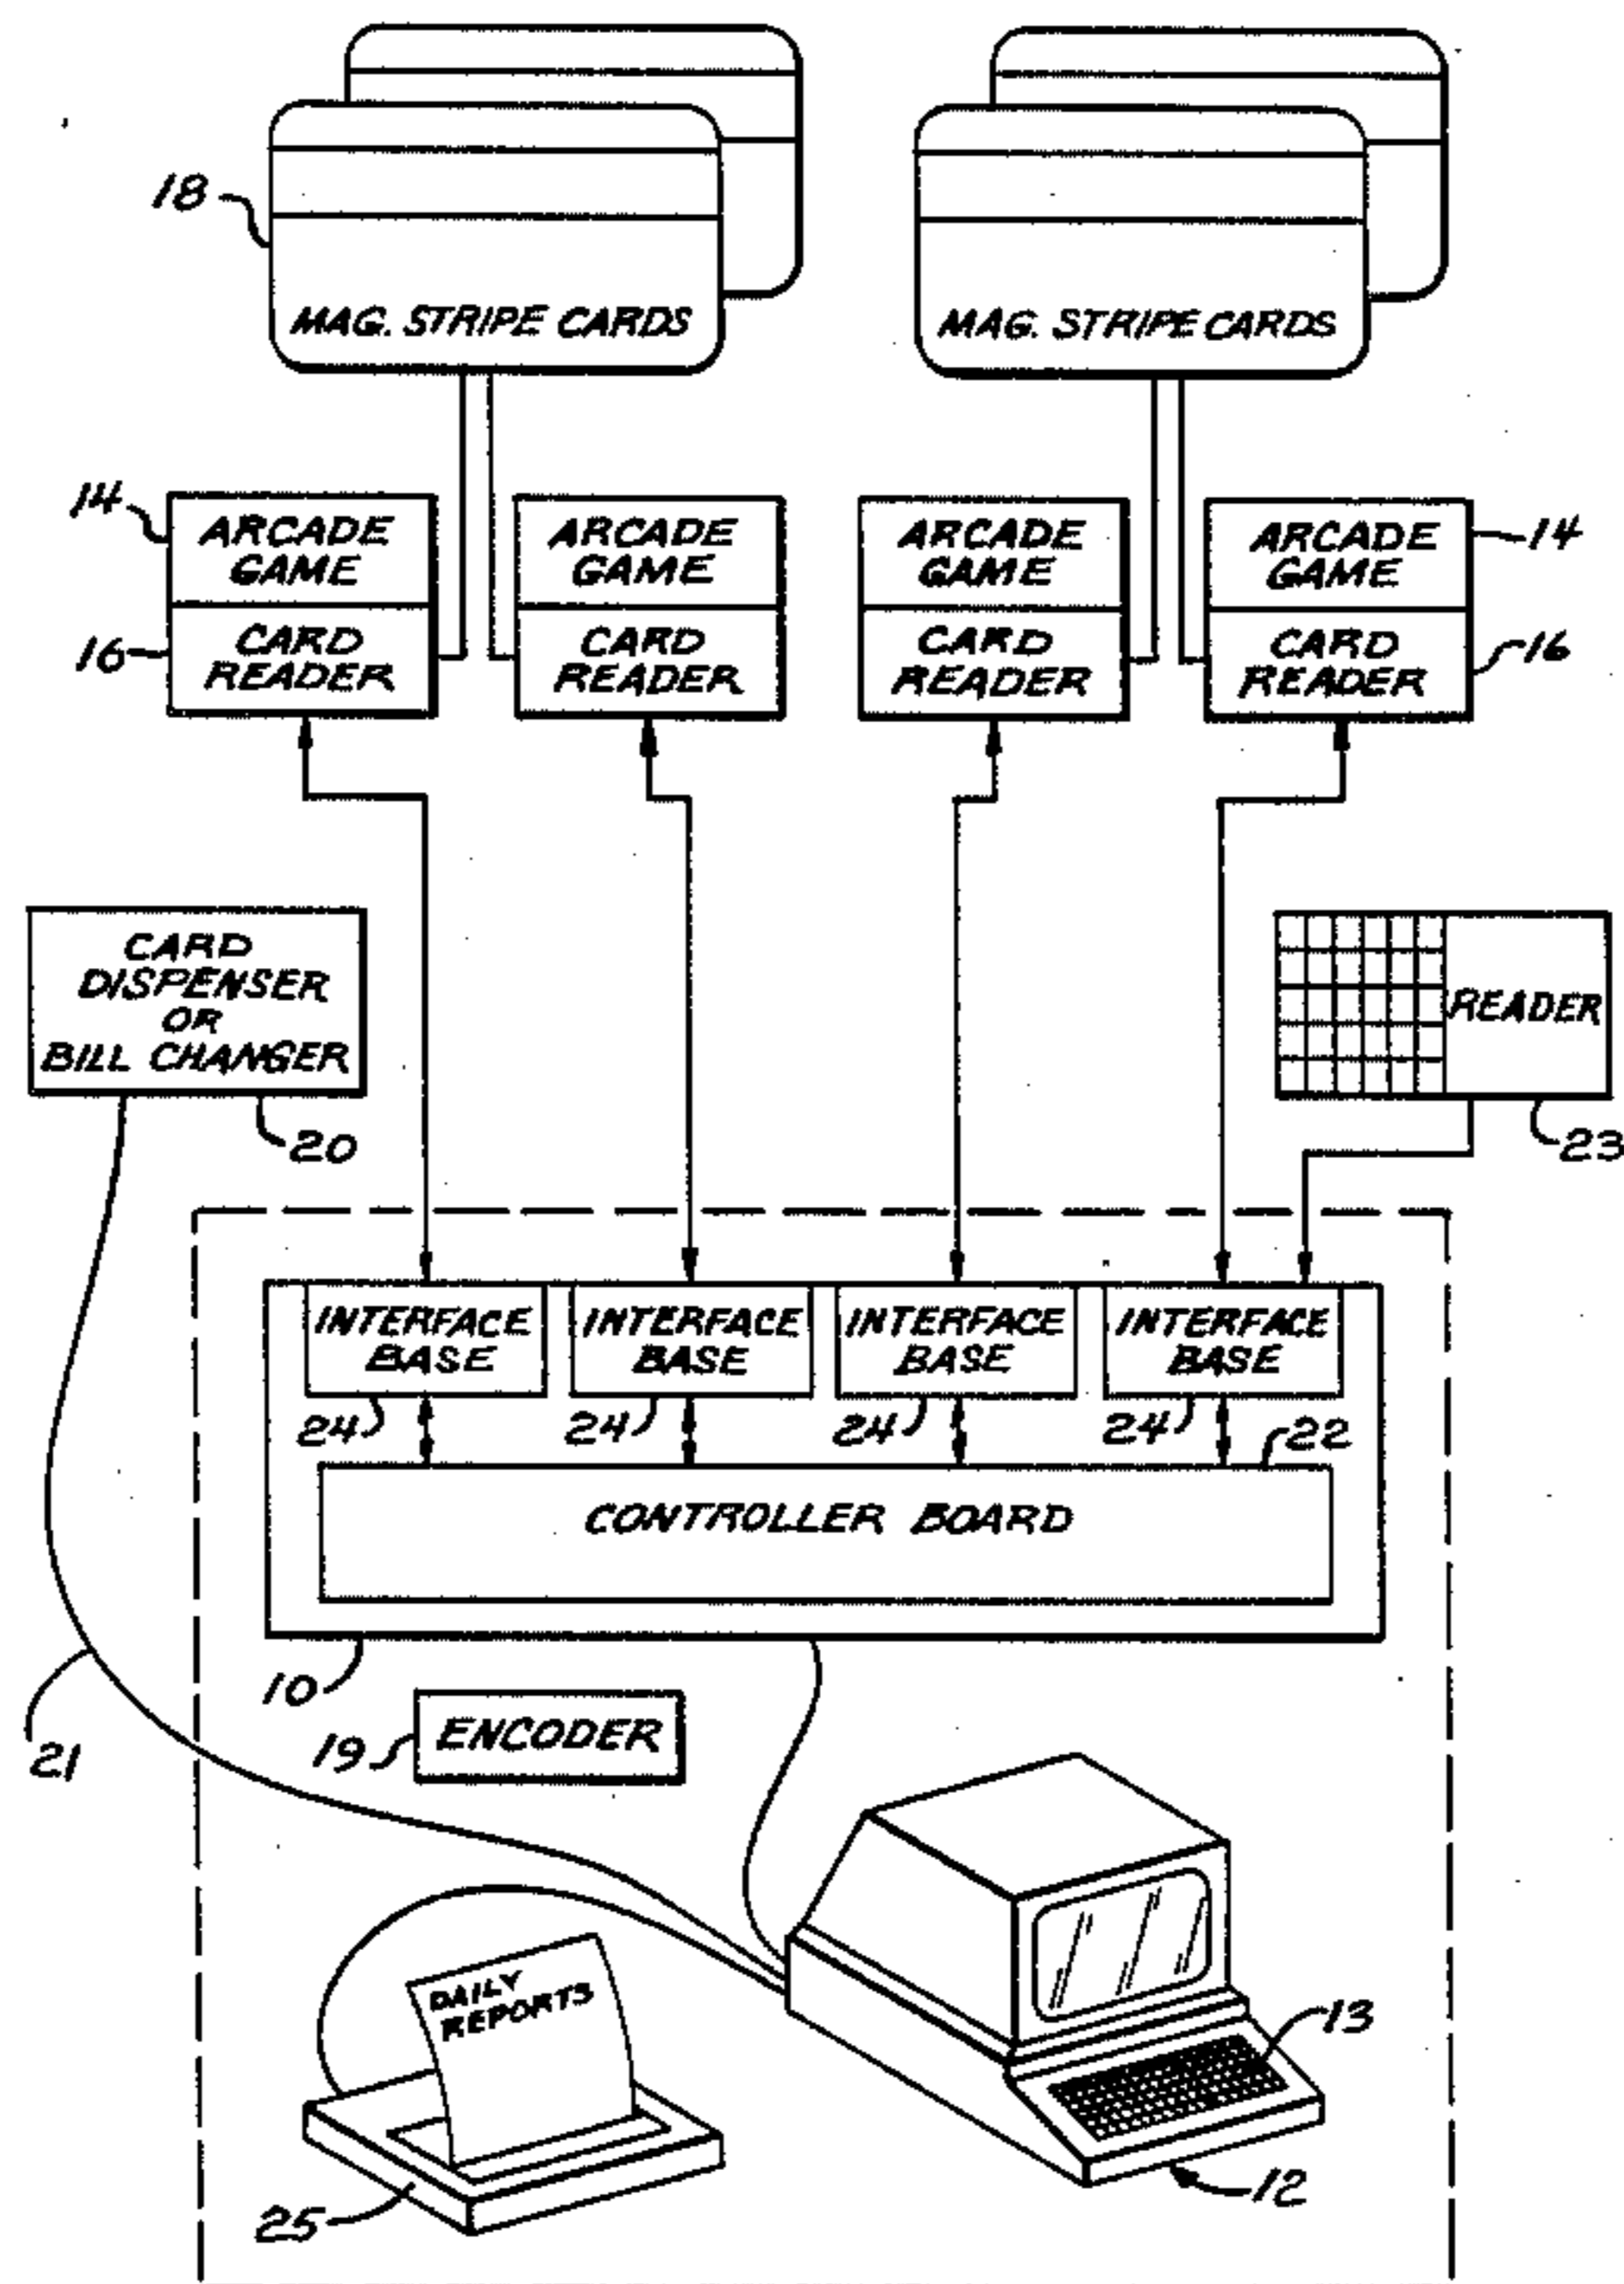 18
MAG. STRIPE CARDS
MAG. STRIPE CARDS
14
ARCADE
GAME
ARCADE
GAME
ARCADE
GAME
ARCADE
GAME
14
16
CARD
READER
CARD
READER
CARD
READER
CARD
READER
16
CARD
DISPENSER
OR
BILL CHANGER
20
READER
23
INTERFACE
BASE
INTERFACE
BASE
INTERFACE
BASE
INTERFACE
BASE
24
24
24
24
22
CONTROLLER BOARD
10
21
19
ENCODER
DAILY
REPORTS
13
25
12